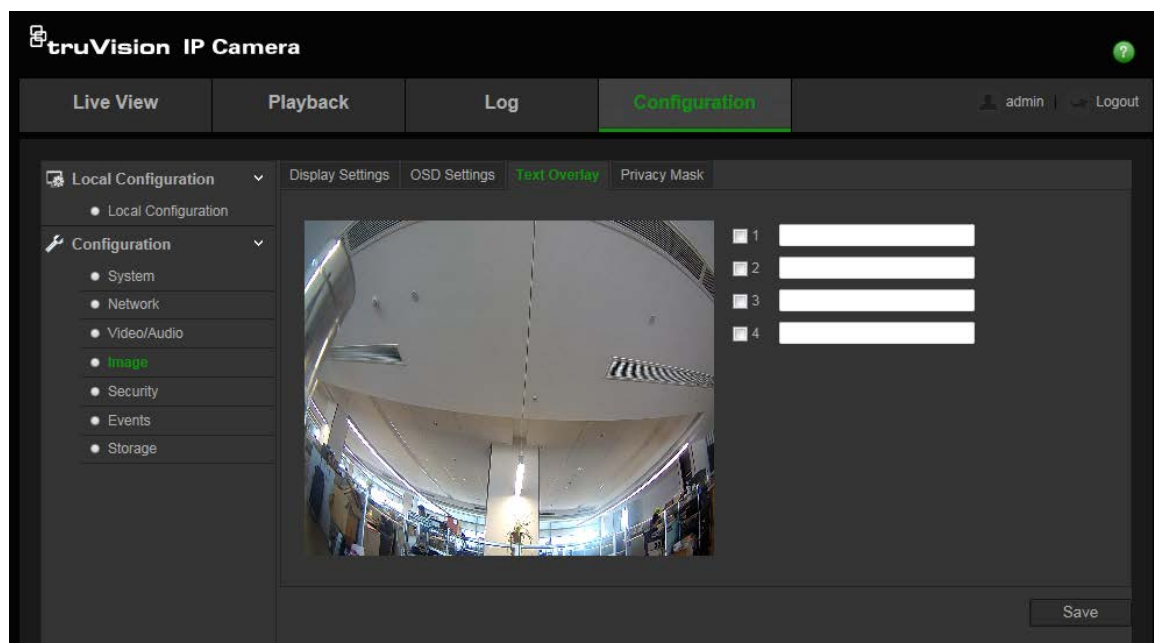 truVision IP Camera
?
Live View Playback Log Configuration admin | Logout
Local Configuration
Local Configuration
Configuration
System
Network
Video/Audio
Image
Security
Events
Storage
Display Settings OSD Settings Text Overlay Privacy Mask
1
2
3
4
Save